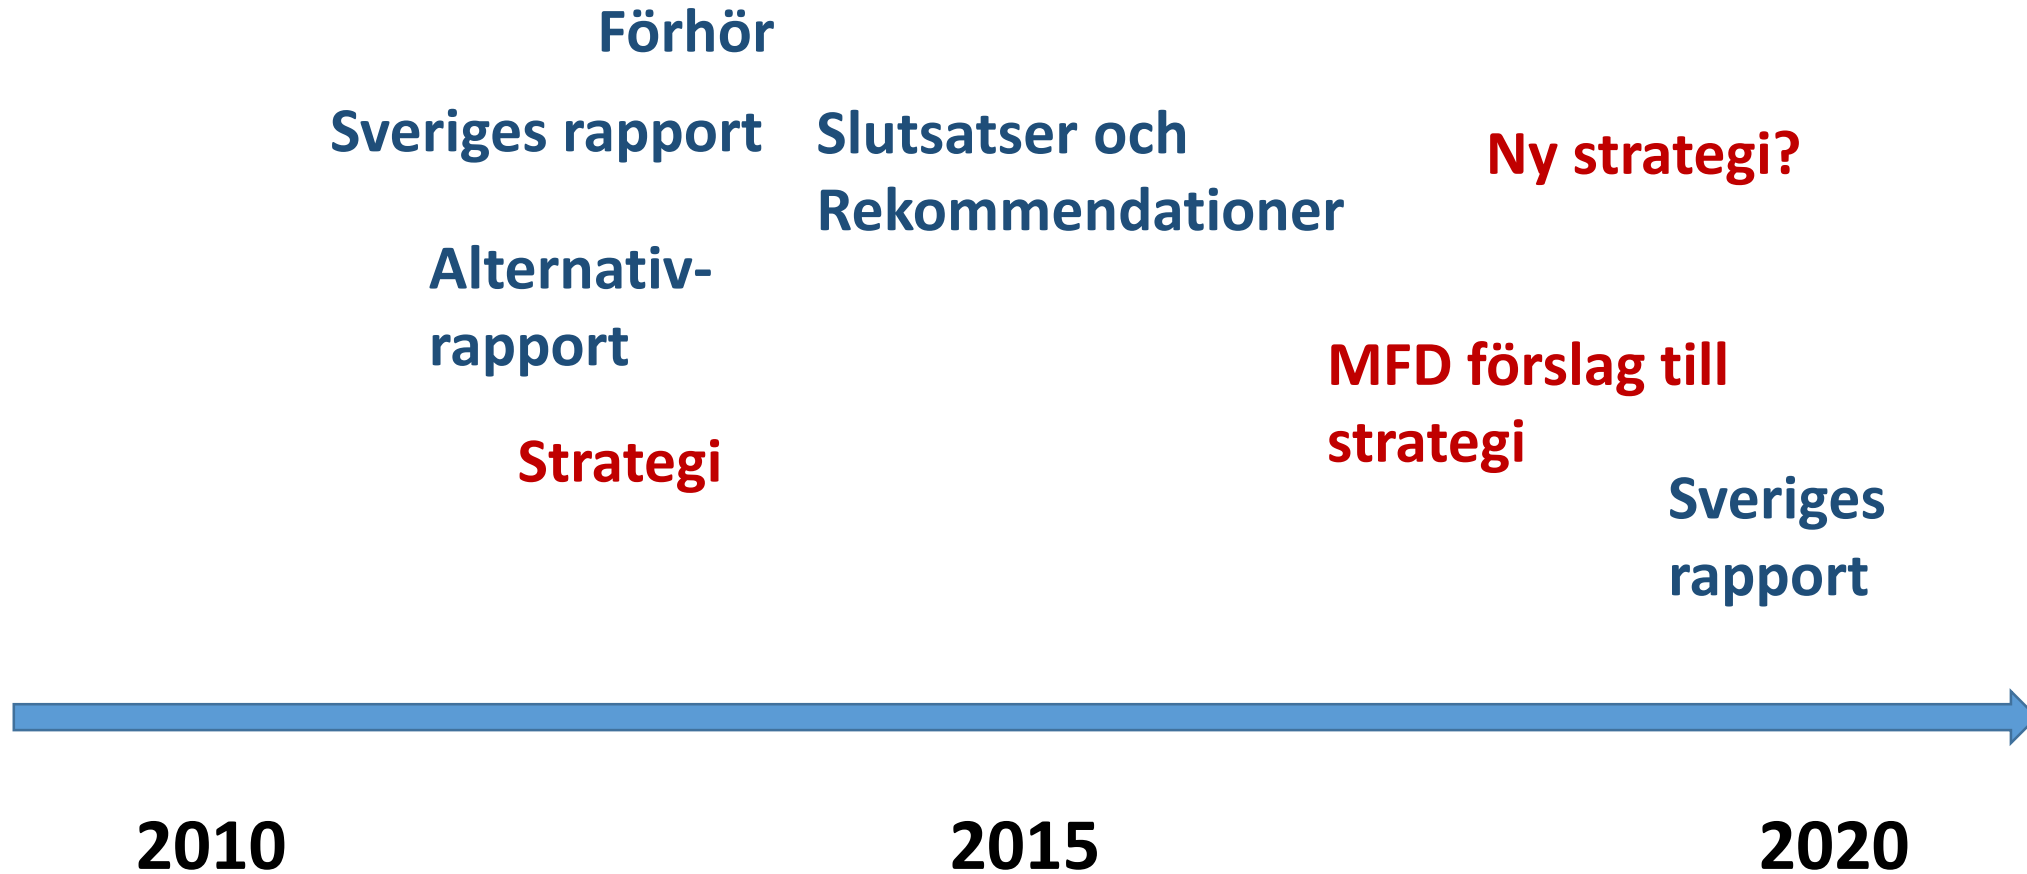 Förhör
Sveriges rapport
Slutsatser och
Rekommendationer
Ny strategi?
Alternativ-
rapport
MFD förslag till
strategi
Strategi
Sveriges
rapport
2010
2015
2020